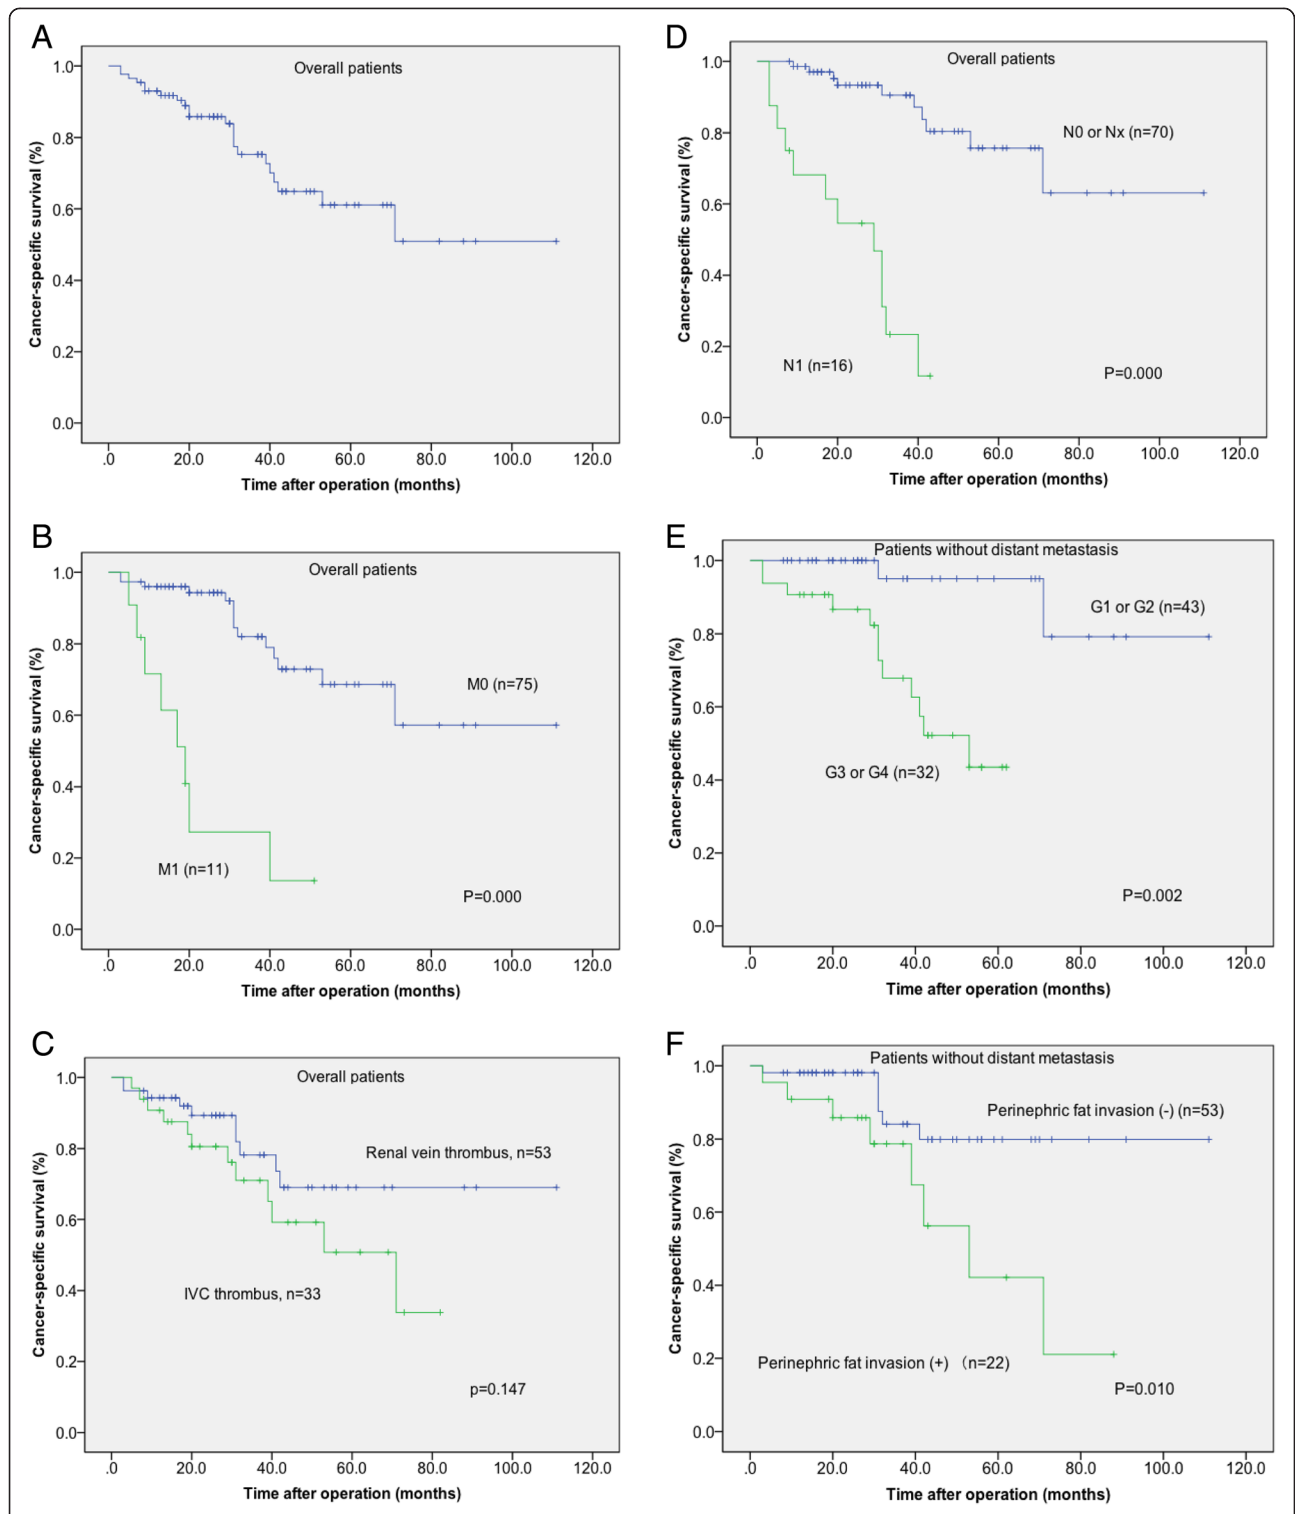 A
Overall patients
1.0
0.8
0.6
0.4
0.2
0.0
Cancer-specific survival (%)
.0 20.0 40.0 60.0 80.0 100.0 120.0
Time after operation (months)
D
Overall patients
1.0
0.8
0.6
0.4
0.2
0.0
Cancer-specific survival (%)
N0 or Nx (n=70)
N1 (n=16)
P=0.000
.0 20.0 40.0 60.0 80.0 100.0 120.0
Time after operation (months)
B
Overall patients
1.0
0.8
0.6
0.4
0.2
0.0
Cancer-specific survival (%)
M0 (n=75)
M1 (n=11)
P=0.000
.0 20.0 40.0 60.0 80.0 100.0 120.0
Time after operation (months)
E
Patients without distant metastasis
1.0
0.8
0.6
0.4
0.2
0.0
Cancer-specific survival (%)
G1 or G2 (n=43)
G3 or G4 (n=32)
P=0.002
.0 20.0 40.0 60.0 80.0 100.0 120.0
Time after operation (months)
C
Overall patients
1.0
0.8
0.6
0.4
0.2
0.0
Cancer-specific survival (%)
Renal vein thrombus, n=53
IVC thrombus, n=33
p=0.147
.0 20.0 40.0 60.0 80.0 100.0 120.0
Time after operation (months)
F
Patients without distant metastasis
1.0
0.8
0.6
0.4
0.2
0.0
Cancer-specific survival (%)
Perinephric fat invasion (-) (n=53)
Perinephric fat invasion (+) （n=22)
P=0.010
.0 20.0 40.0 60.0 80.0 100.0 120.0
Time after operation (months)